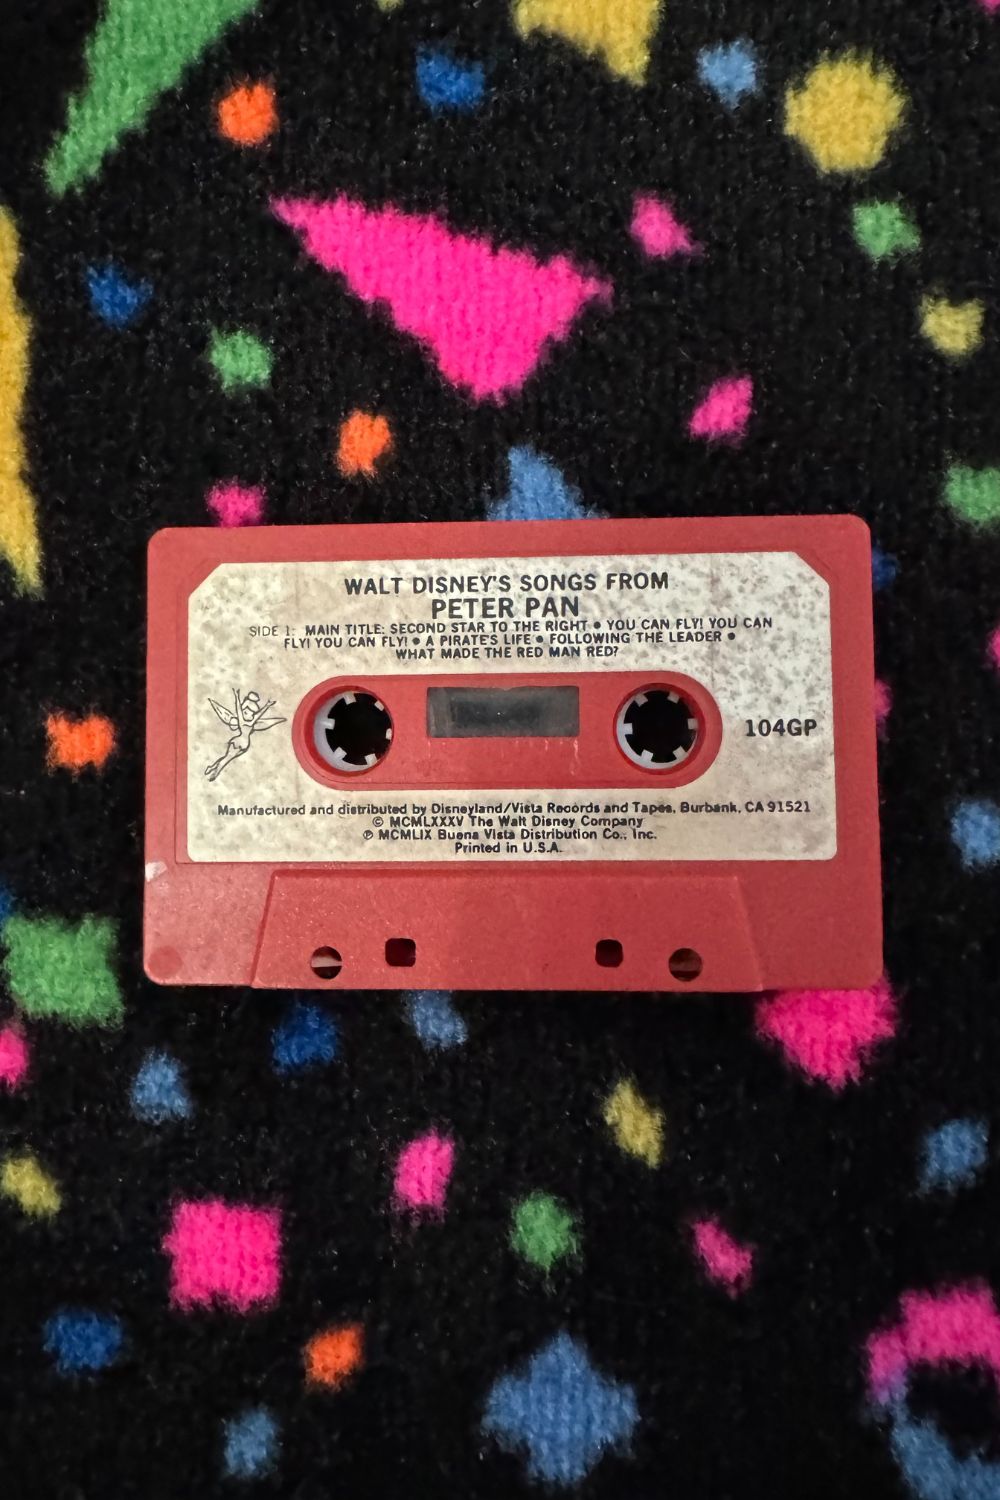 WALT DISNEY'S SONGS FROM
PETER PAN
SIDE 1: MAIN TITLE: SECOND STAR TO THE RIGHT • YOU CAN FLY! YOU CAN
FLY! YOU CAN FLY! • A PIRATE'S LIFE • FOLLOWING THE LEADER •
WHAT MADE THE RED MAN RED?
104GP
Manufactured and distributed by Disneyland/Vista Records and Tapes, Burbank, CA 91521
© MCMLXXXV The Walt Disney Company
℗ MCMLIX Buena Vista Distribution Co., Inc.
Printed in U.S.A.